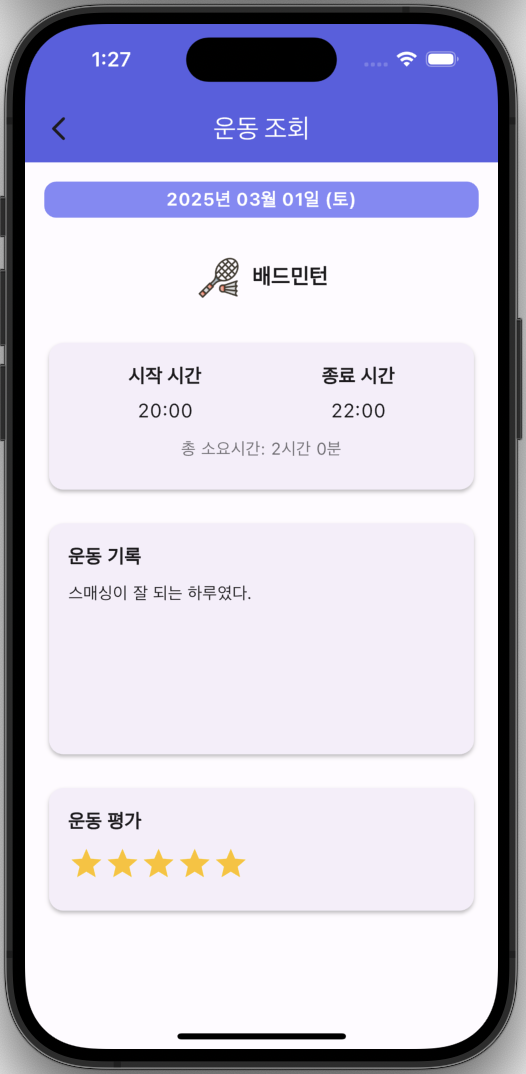 1:27
운동 조회
2025년 03월 01일 (토)
배드민턴
시작 시간 종료 시간
20:00 22:00
총 소요시간: 2시간 0분
운동 기록
스매싱이 잘 되는 하루였다.
운동 평가